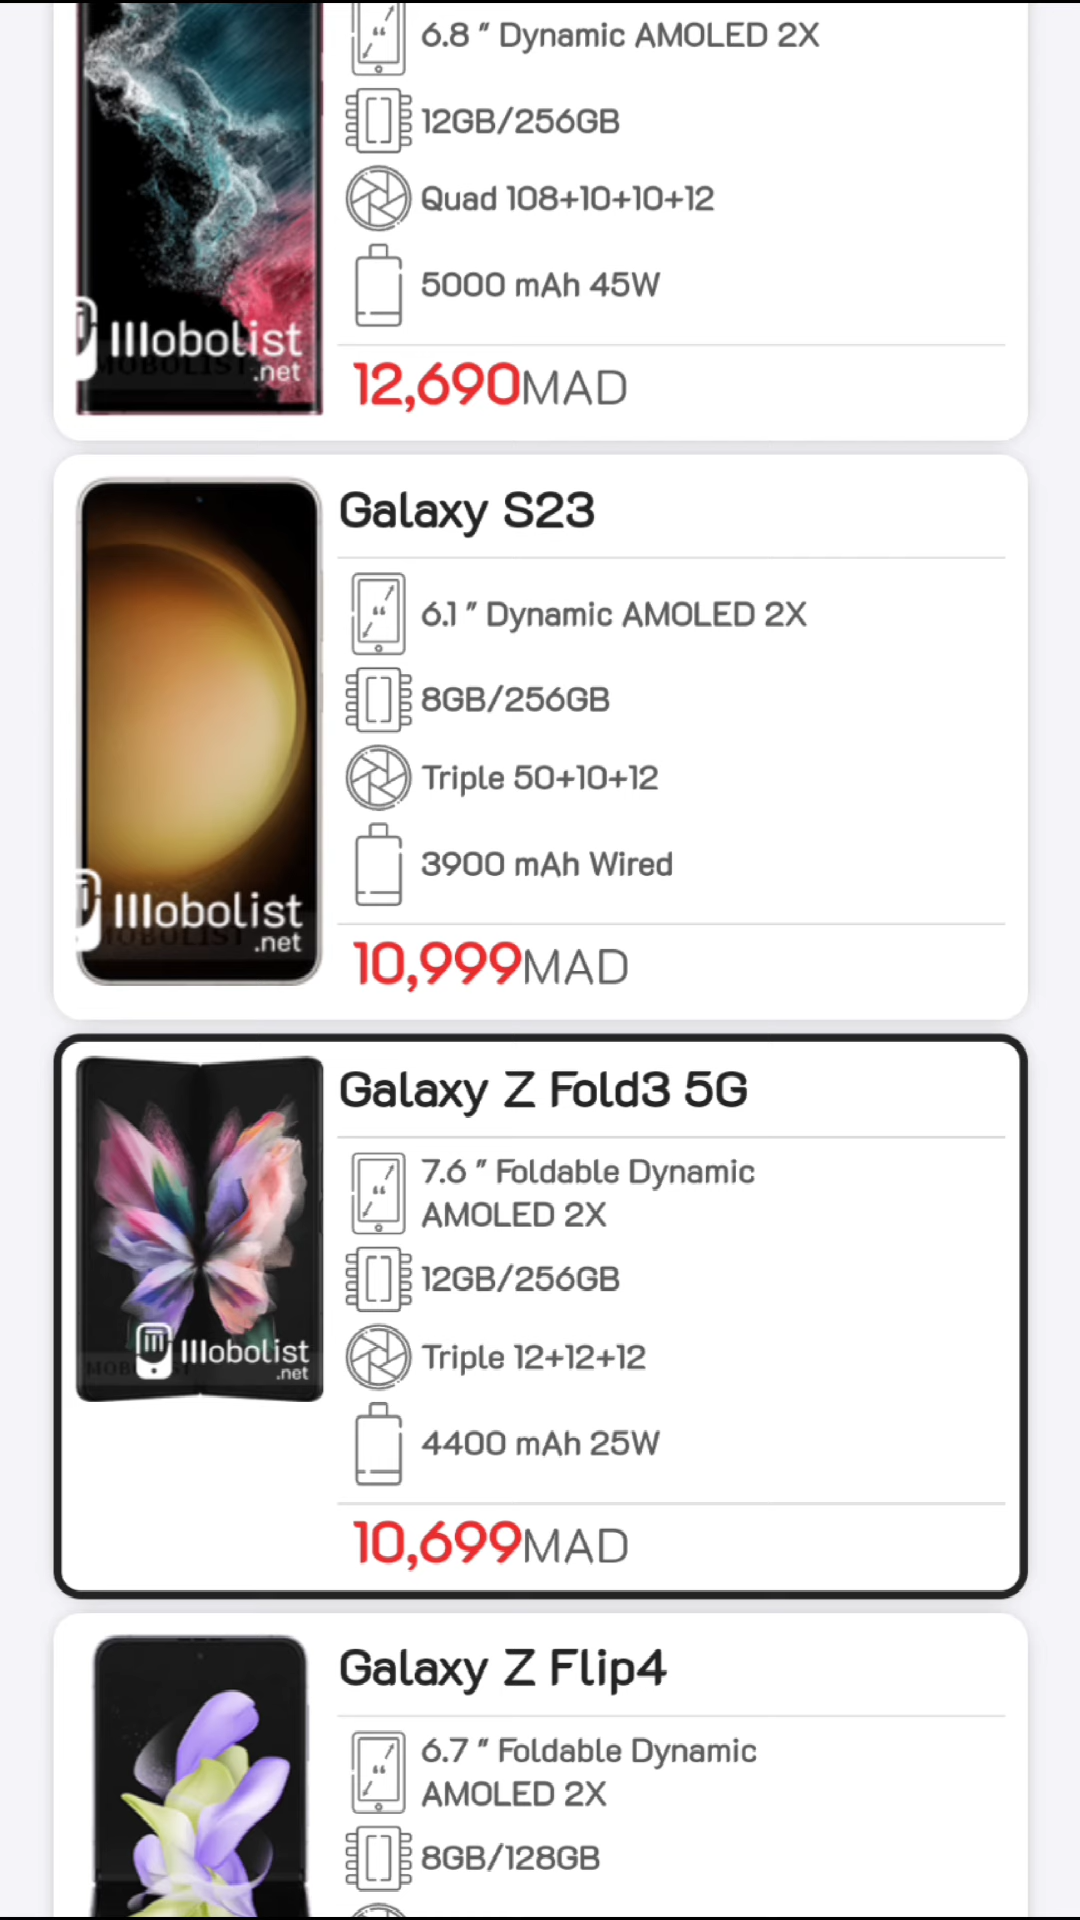 6.8 " Dynamic AMOLED 2X
12GB/256GB
Quad 108+10+10+12
5000 mAh 45W
Mobolist
.net
MOBOLIST
12,690MAD
Galaxy S23
6.1 " Dynamic AMOLED 2X
8GB/256GB
Triple 50+10+12
3900 mAh Wired
Mobolist
.net
MOBOLIST
10,999MAD
Galaxy Z Fold3 5G
7.6 " Foldable Dynamic
AMOLED 2X
12GB/256GB
Triple 12+12+12
4400 mAh 25W
Mobolist
.net
10,699MAD
Galaxy Z Flip4
6.7 " Foldable Dynamic
AMOLED 2X
8GB/128GB